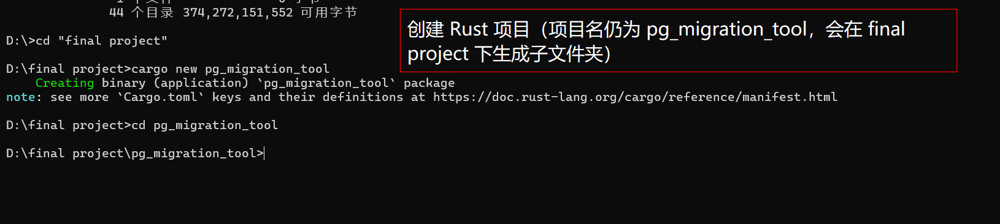 44 个目录 374,272,151,552 可用字节
创建 Rust 项目（项目名仍为 pg_migration_tool，会在 final
project 下生成子文件夹）
D:\>cd "final project"
D:\final project>cargo new pg_migration_tool
Creating binary (application) `pg_migration_tool` package
note: see more `Cargo.toml` keys and their definitions at https://doc.rust-lang.org/cargo/reference/manifest.html
D:\final project>cd pg_migration_tool
D:\final project\pg_migration_tool>